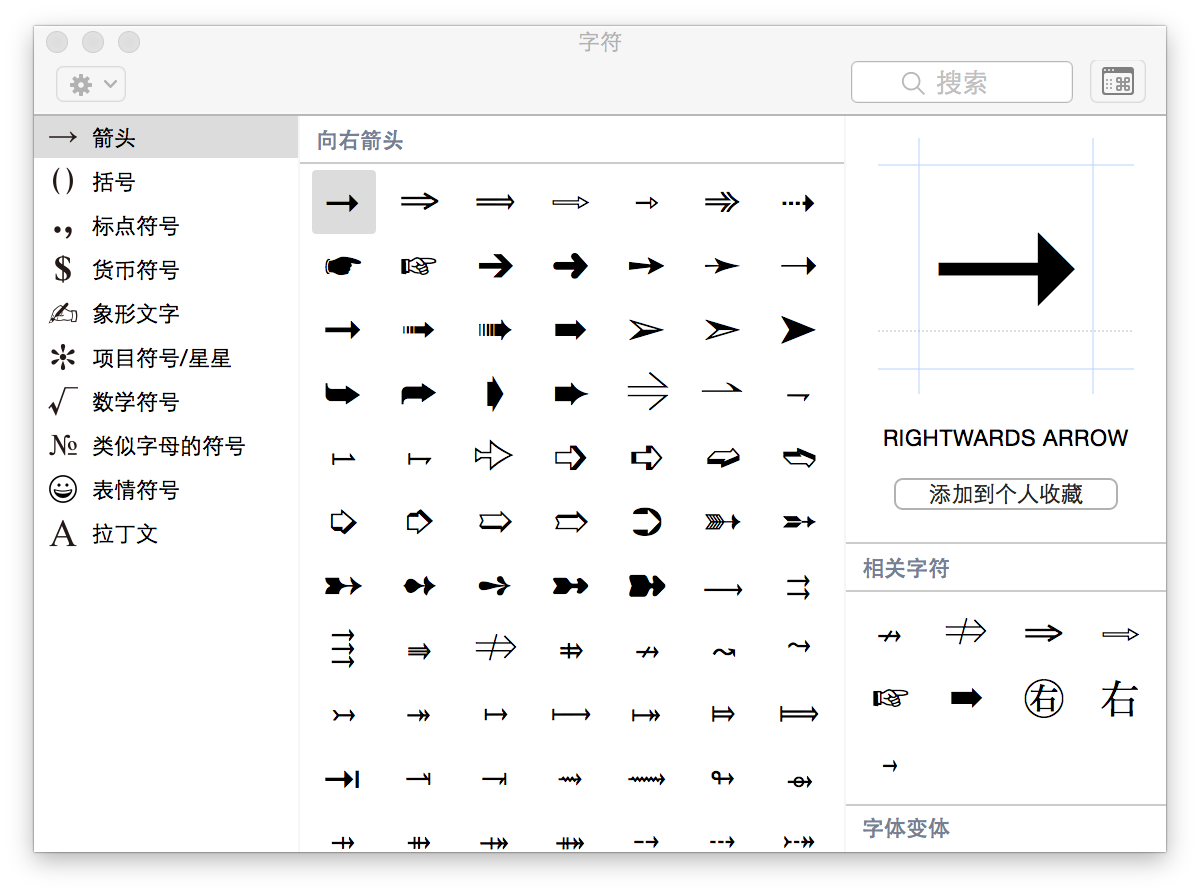 字符
搜索
箭头
括号
标点符号
货币符号
象形文字
项目符号/星星
数学符号
类似字母的符号
表情符号
拉丁文
向右箭头
RIGHTWARDS ARROW
添加到个人收藏
相关字符
㊨ 右
字体变体